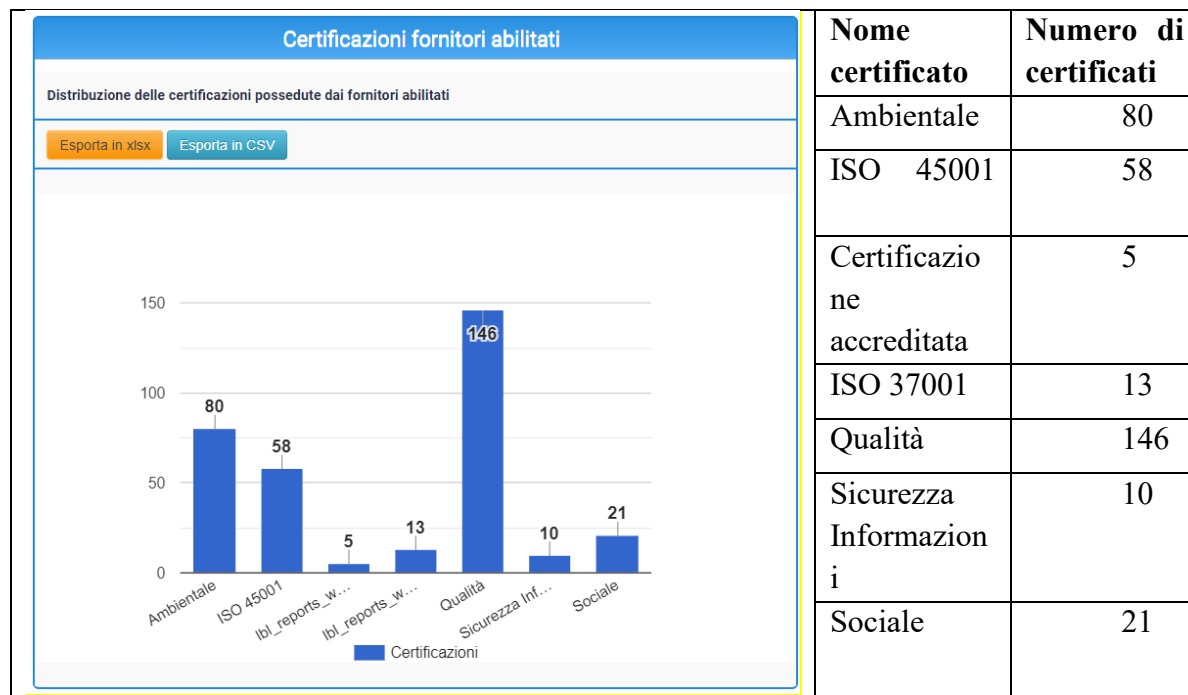 Certificazioni fornitori abilitati
Distribuzione delle certificazioni possedute dai fornitori abilitati
Esporta in xlsx
Esporta in CSV
150
100
50
0
80
58
5
13
146
10
21
Ambientale
ISO 45001
lbl_reports_w...
lbl_reports_w...
Qualità
Sicurezza Inf...
Sociale
Certificazioni
Nome
certificato
Numero di
certificati
Ambientale
80
ISO 45001
58
Certificazio
ne
accreditata
5
ISO 37001
13
Qualità
146
Sicurezza
Informazion
i
10
Sociale
21